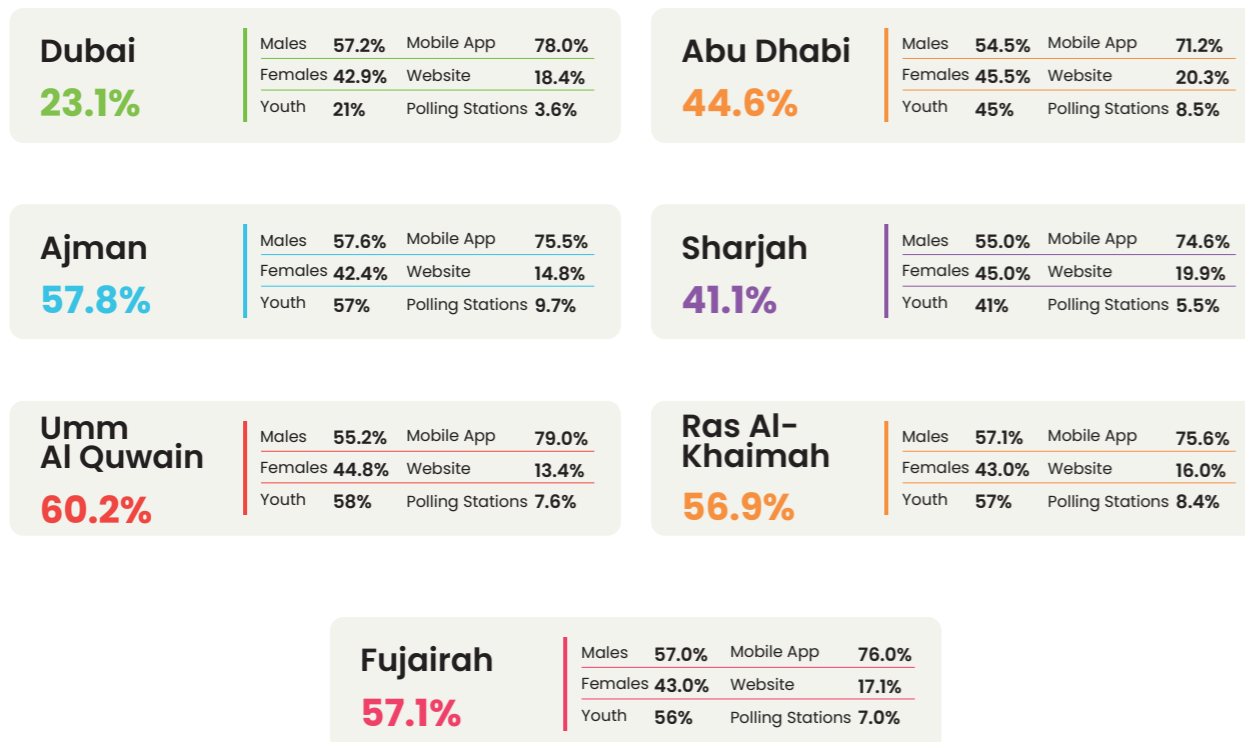 Dubai
23.1%
Males 57.2% Mobile App 78.0%
Females 42.9% Website 18.4%
Youth 21% Polling Stations 3.6%
Abu Dhabi
44.6%
Males 54.5% Mobile App 71.2%
Females 45.5% Website 20.3%
Youth 45% Polling Stations 8.5%
Ajman
57.8%
Males 57.6% Mobile App 75.5%
Females 42.4% Website 14.8%
Youth 57% Polling Stations 9.7%
Sharjah
41.1%
Males 55.0% Mobile App 74.6%
Females 45.0% Website 19.9%
Youth 41% Polling Stations 5.5%
Umm
Al Quwain
60.2%
Males 55.2% Mobile App 79.0%
Females 44.8% Website 13.4%
Youth 58% Polling Stations 7.6%
Ras Al-
Khaimah
56.9%
Males 57.1% Mobile App 75.6%
Females 43.0% Website 16.0%
Youth 57% Polling Stations 8.4%
Fujairah
57.1%
Males 57.0% Mobile App 76.0%
Females 43.0% Website 17.1%
Youth 56% Polling Stations 7.0%